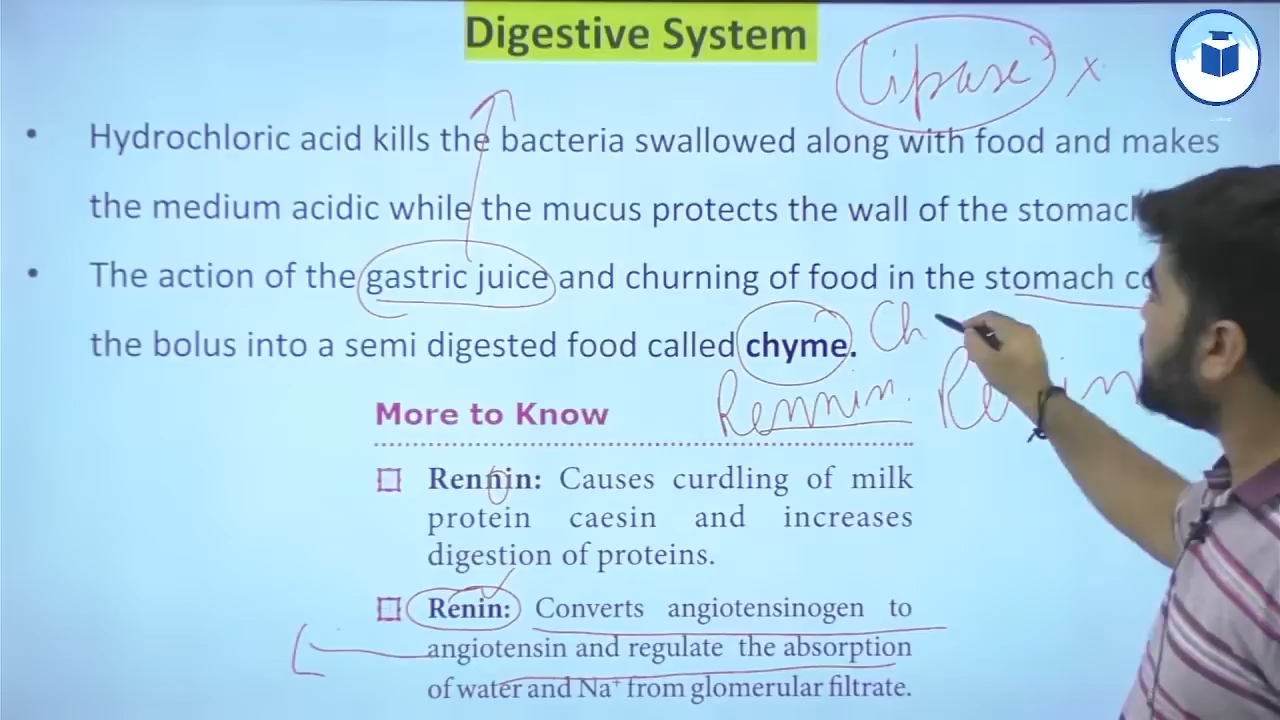 Digestive System
Lipase x
• Hydrochloric acid kills the bacteria swallowed along with food and makes
the medium acidic while the mucus protects the wall of the stomach
• The action of the gastric juice and churning of food in the stomach co
the bolus into a semi digested food called chyme. Ch
Rennin.
More to Know
Rennin: Causes curdling of milk
protein caesin and increases
digestion of proteins.
Renin: Converts angiotensinogen to
angiotensin and regulate the absorption
of water and Na⁺ from glomerular filtrate.